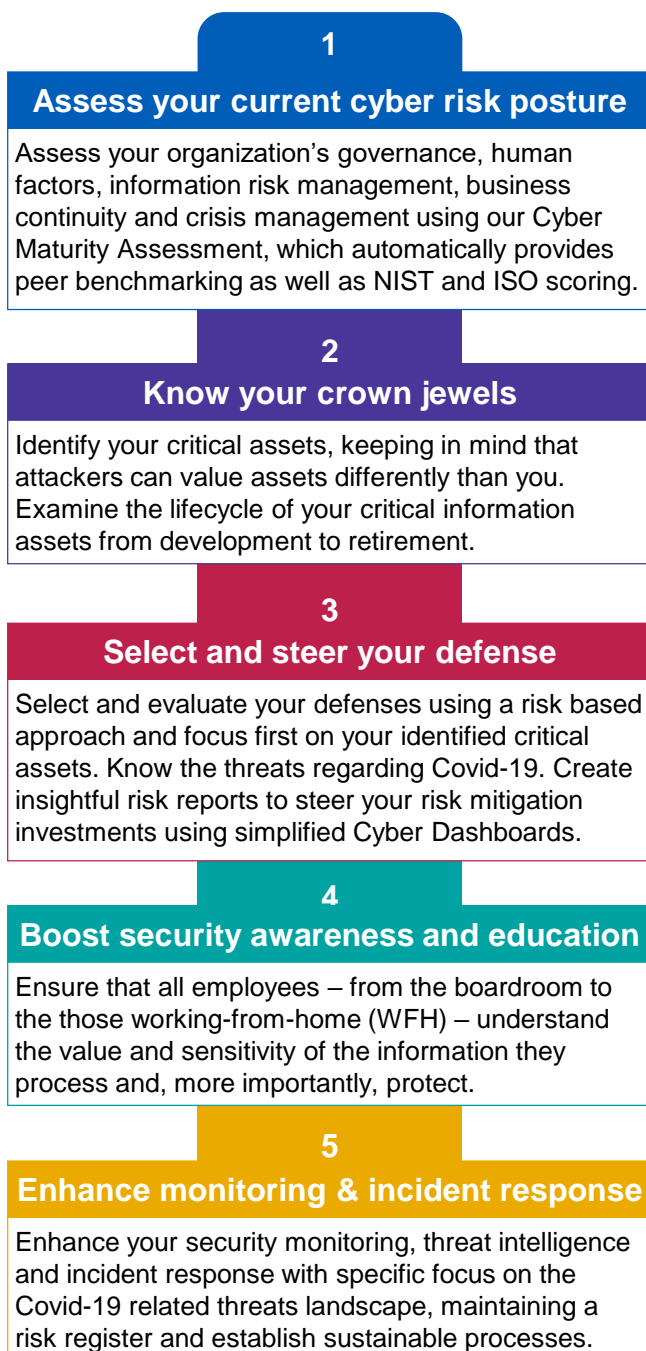 1
Assess your current cyber risk posture
Assess your organization’s governance, human
factors, information risk management, business
continuity and crisis management using our Cyber
Maturity Assessment, which automatically provides
peer benchmarking as well as NIST and ISO scoring.
2
Know your crown jewels
Identify your critical assets, keeping in mind that
attackers can value assets differently than you.
Examine the lifecycle of your critical information
assets from development to retirement.
3
Select and steer your defense
Select and evaluate your defenses using a risk based
approach and focus first on your identified critical
assets. Know the threats regarding Covid-19. Create
insightful risk reports to steer your risk mitigation
investments using simplified Cyber Dashboards.
4
Boost security awareness and education
Ensure that all employees – from the boardroom to
the those working-from-home (WFH) – understand
the value and sensitivity of the information they
process and, more importantly, protect.
5
Enhance monitoring & incident response
Enhance your security monitoring, threat intelligence
and incident response with specific focus on the
Covid-19 related threats landscape, maintaining a
risk register and establish sustainable processes.